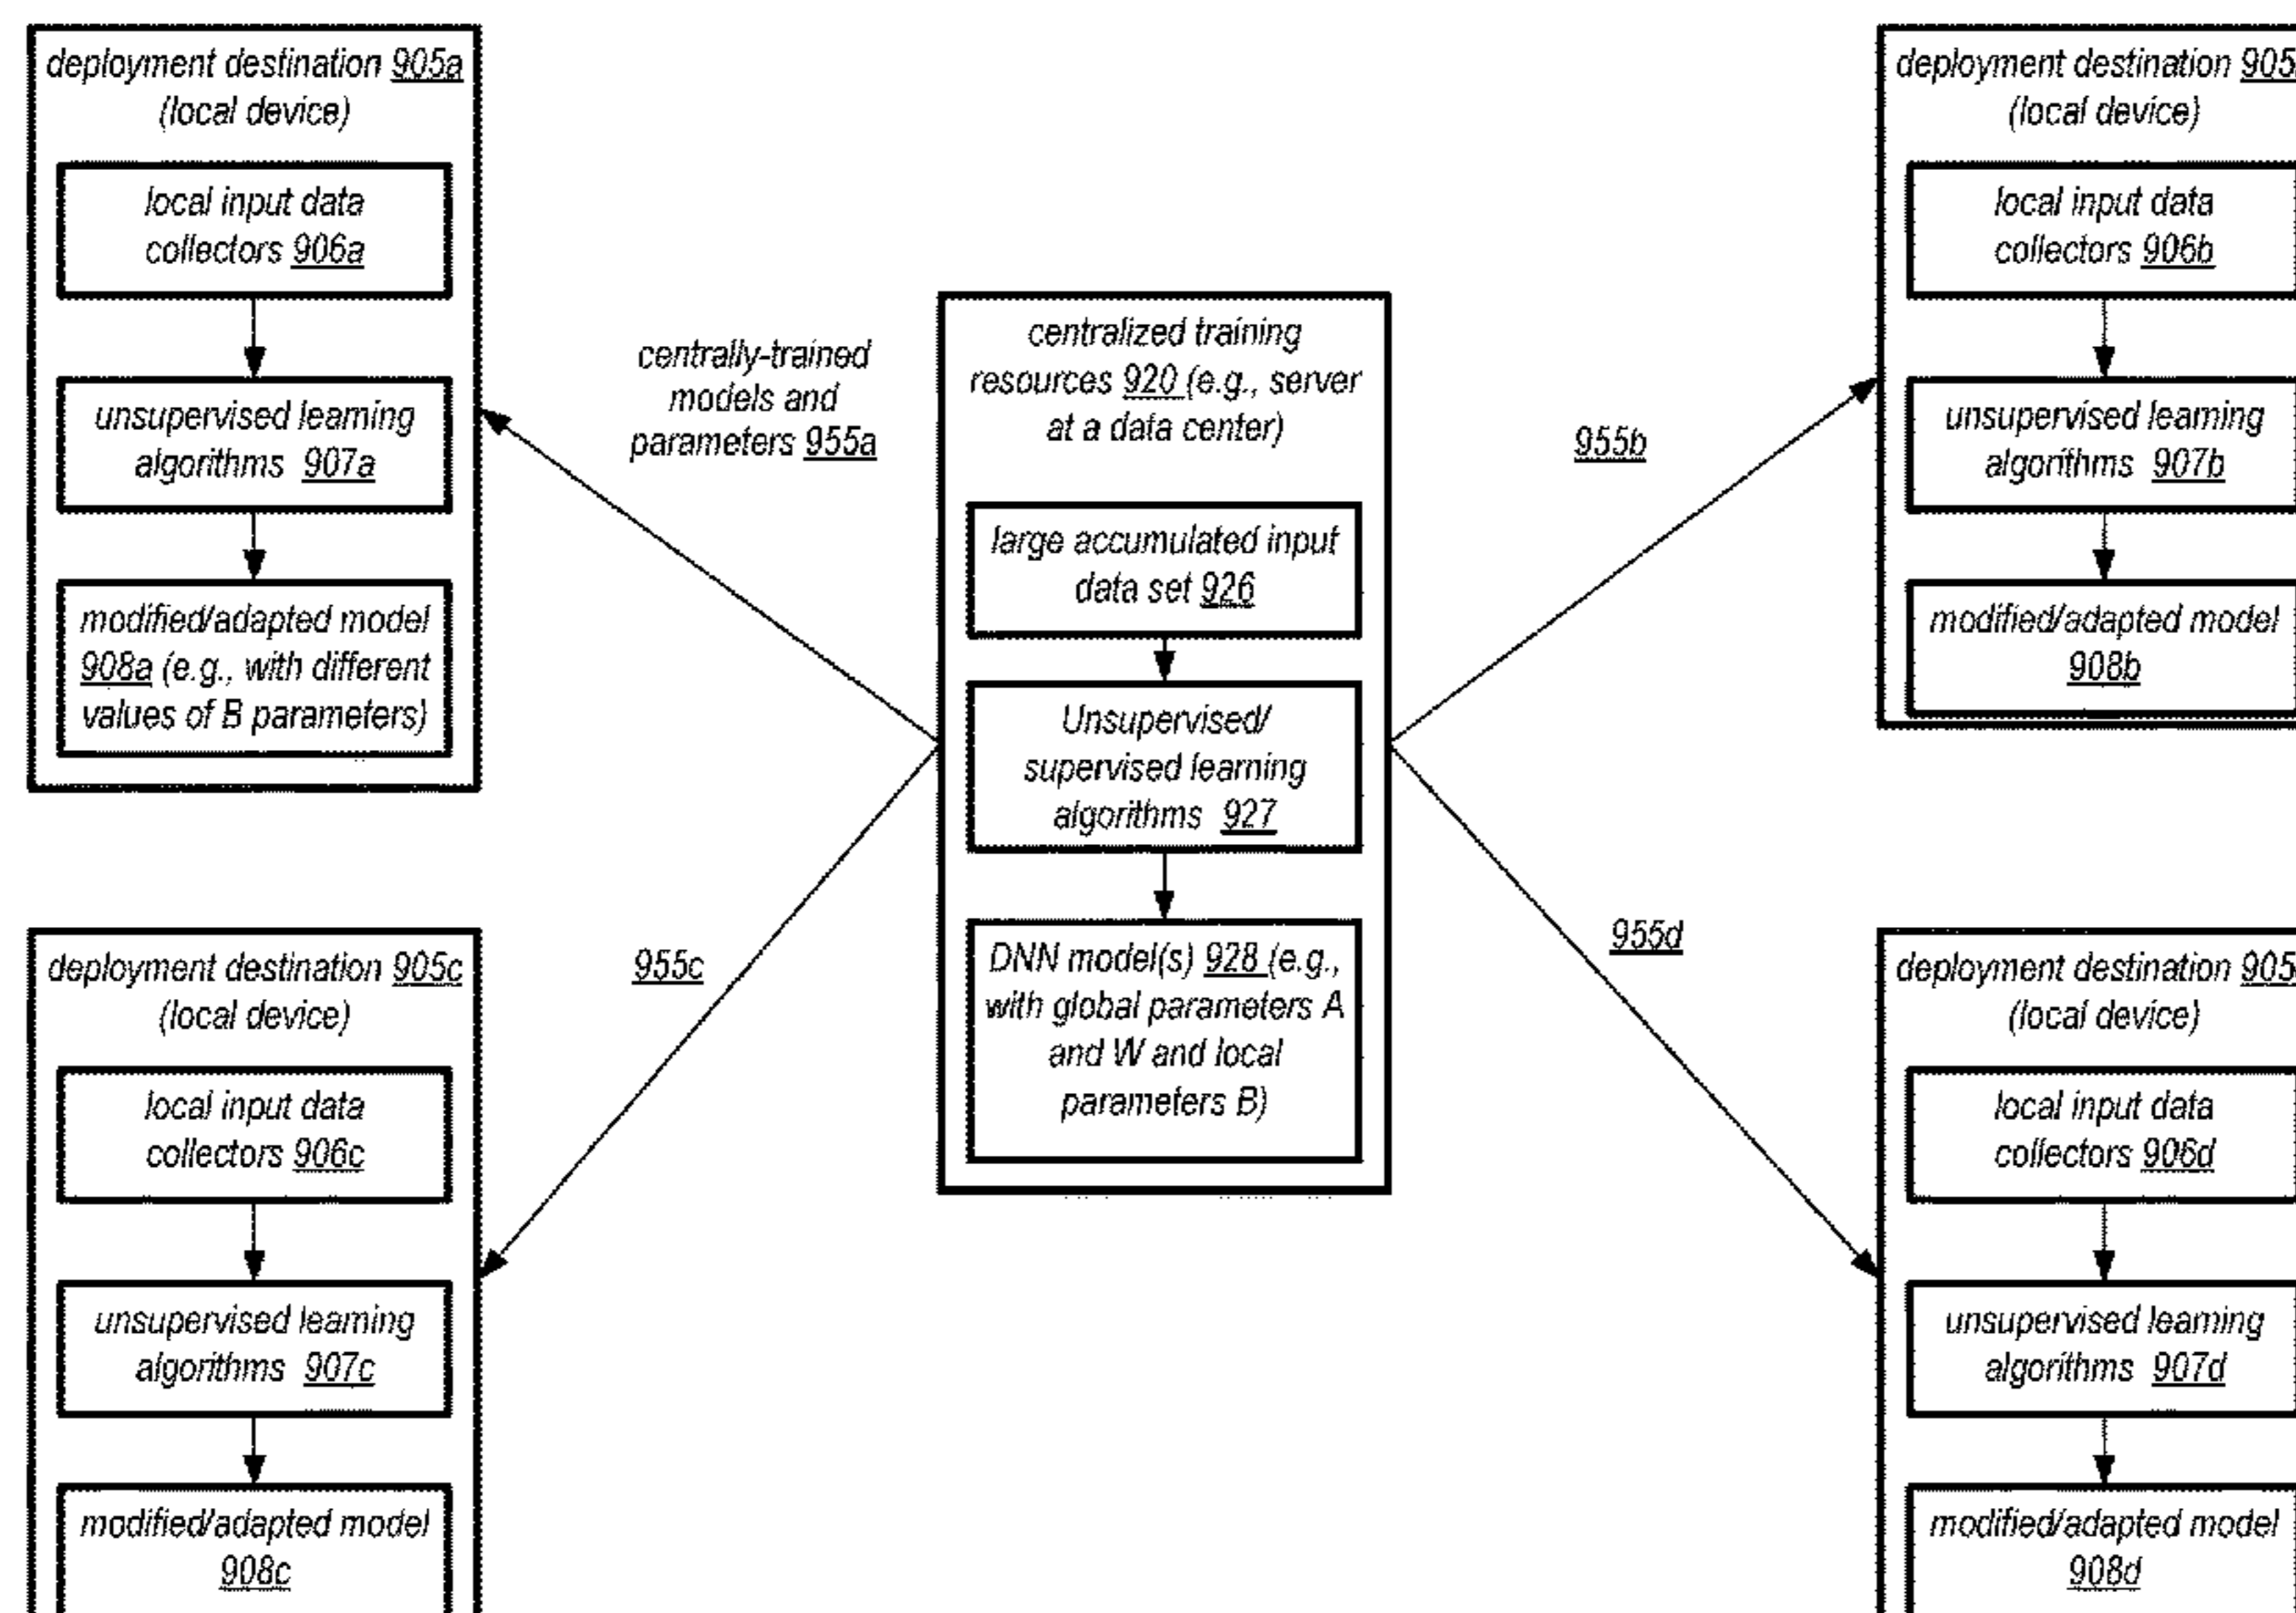 deployment destination 905a
(local device)
local input data
collectors 906a
unsupervised learning
algorithms 907a
modified/adapted model
908a (e.g., with different
values of B parameters)
centrally-trained
models and
parameters 955a
centralized training
resources 920 (e.g., server
at a data center)
large accumulated input
data set 926
Unsupervised/
supervised learning
algorithms 927
DNN model(s) 928 (e.g.,
with global parameters A
and W and local
parameters B)
955b
deployment destination
(local device)
local input data
collectors 906b
unsupervised learning
algorithms 907b
modified/adapted model
908b
deployment destination 905c
(local device)
local input data
collectors 906c
unsupervised learning
algorithms 907c
modified/adapted model
908c
955c
955d
deployment destination
(local device)
local input data
collectors 906d
unsupervised learning
algorithms 907d
modified/adapted model
908d